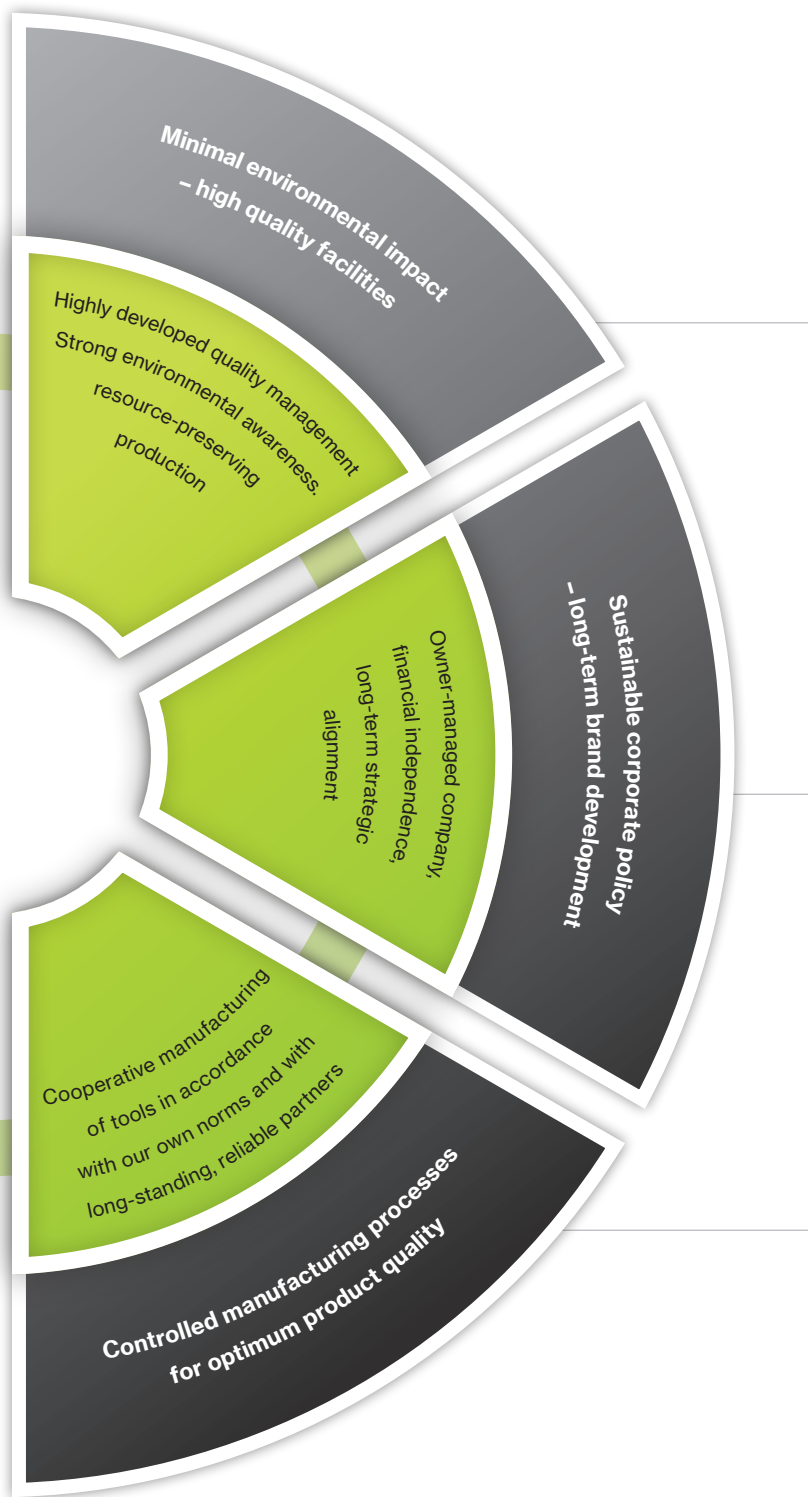 Minimal environmental impact
– high quality facilities
Highly developed quality management
Strong environmental awareness.
resource-preserving
production
Sustainable corporate policy
– long-term brand development
Owner-managed company,
financial independence,
long-term strategic
alignment
Cooperative manufacturing
of tools in accordance
with our own norms and with
long-standing, reliable partners
Controlled manufacturing processes
for optimum product quality